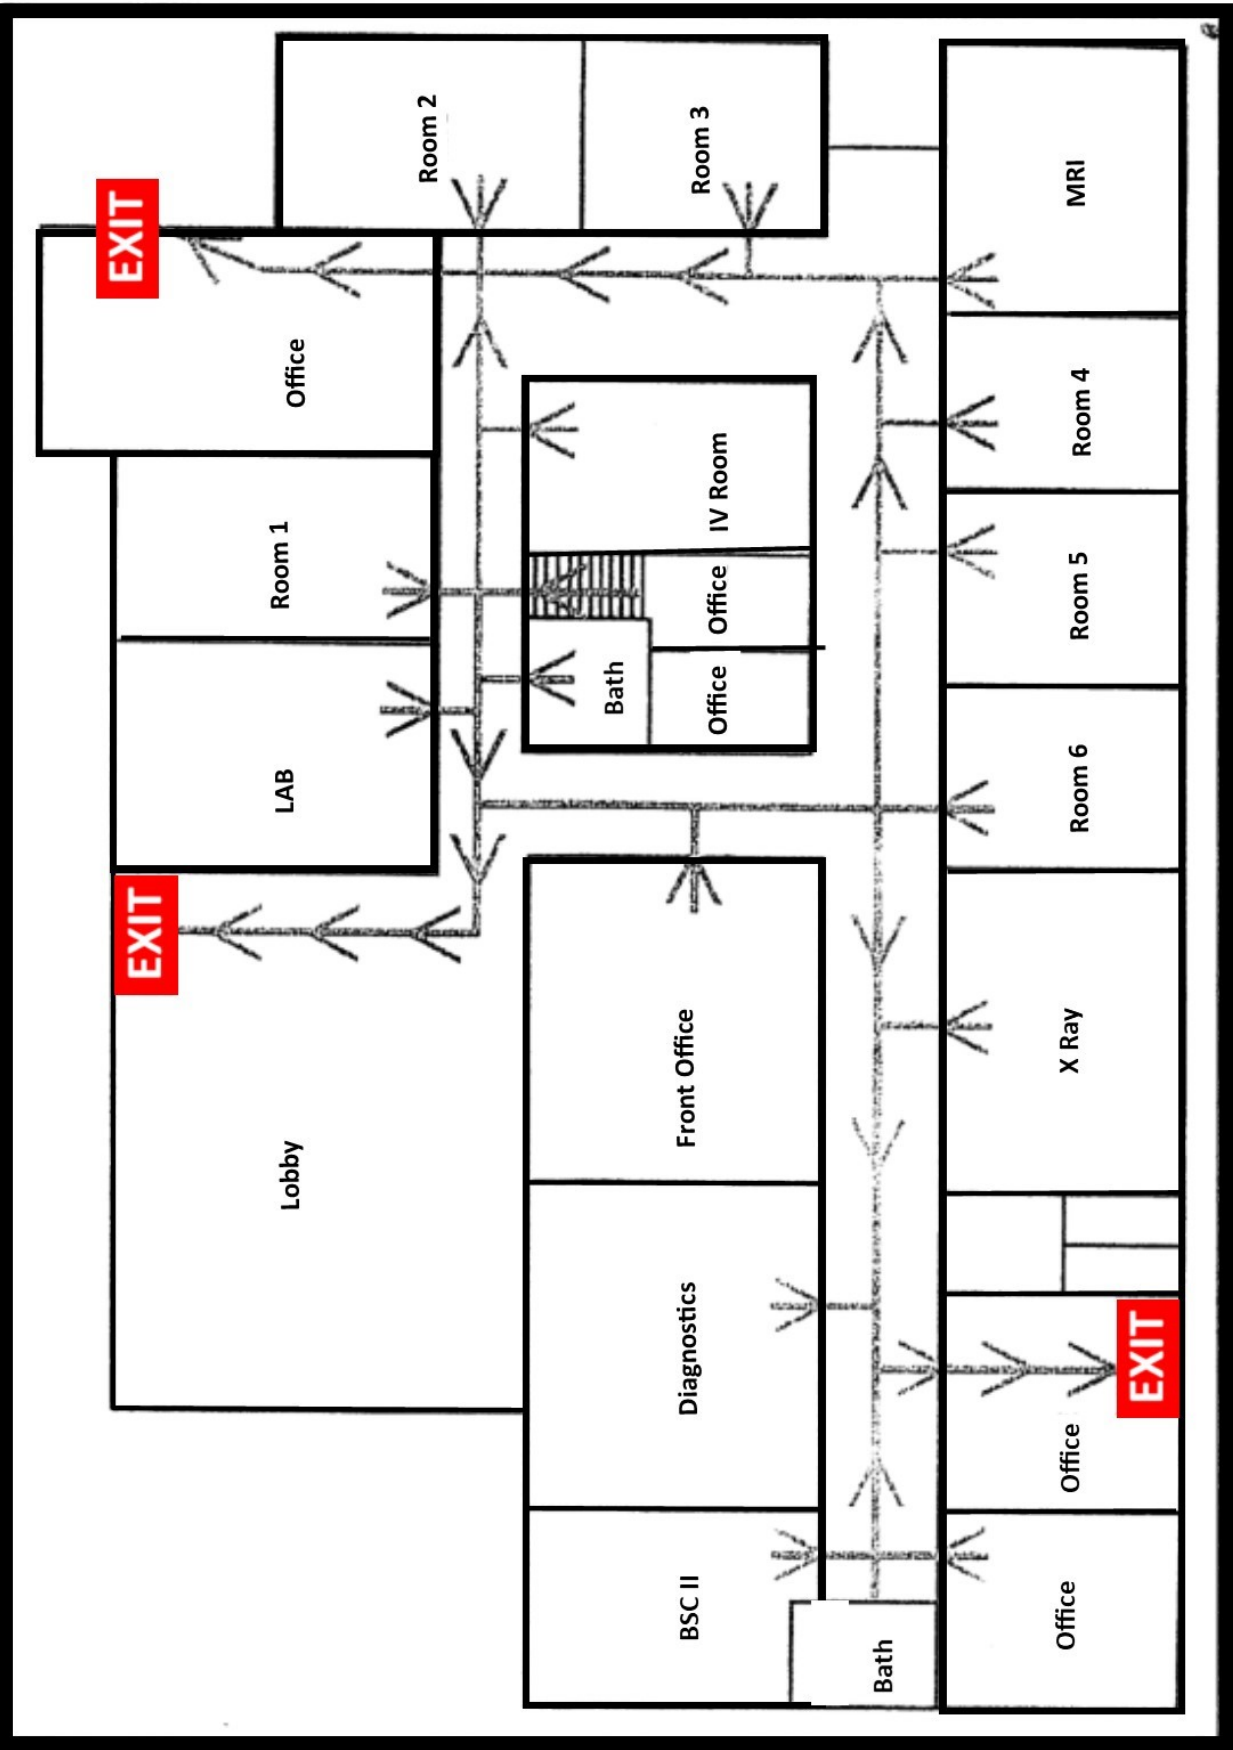 EXIT
Room 2
Room 3
MRI
Office
Room 1
LAB
IV Room
Office
Office
Bath
Room 4
Room 5
Room 6
EXIT
Lobby
Front Office
X Ray
Diagnostics
BSC II
Bath
Office
EXIT
Office